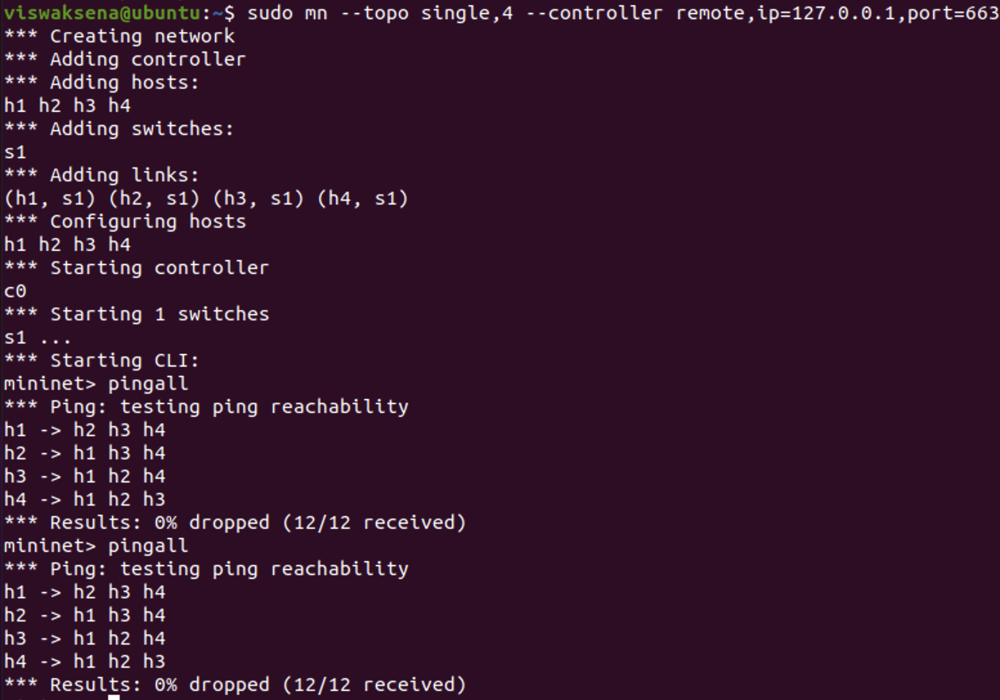 viswaksena@ubuntu:~$ sudo mn --topo single,4 --controller remote,ip=127.0.0.1,port=663
*** Creating network
*** Adding controller
*** Adding hosts:
h1 h2 h3 h4
*** Adding switches:
s1
*** Adding links:
(h1, s1) (h2, s1) (h3, s1) (h4, s1)
*** Configuring hosts
h1 h2 h3 h4
*** Starting controller
c0
*** Starting 1 switches
s1 ...
*** Starting CLI:
mininet> pingall
*** Ping: testing ping reachability
h1 -> h2 h3 h4
h2 -> h1 h3 h4
h3 -> h1 h2 h4
h4 -> h1 h2 h3
*** Results: 0% dropped (12/12 received)
mininet> pingall
*** Ping: testing ping reachability
h1 -> h2 h3 h4
h2 -> h1 h3 h4
h3 -> h1 h2 h4
h4 -> h1 h2 h3
*** Results: 0% dropped (12/12 received)